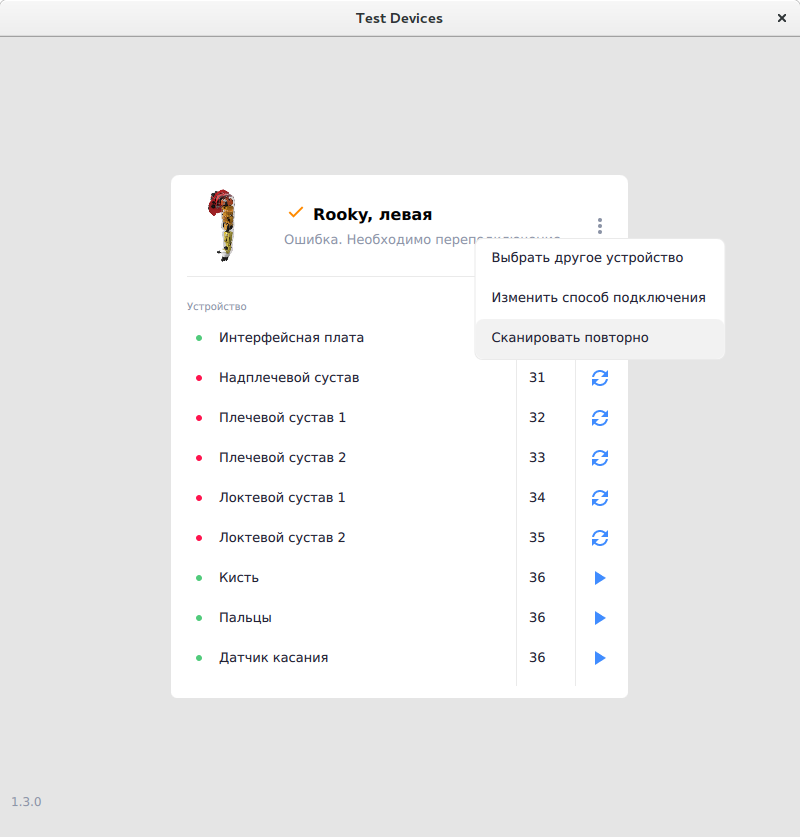 Test Devices
Rooky, левая
Ошибка. Необходимо
Выбрать другое устройство
Изменить способ подключения
Сканировать повторно
Устройство
Интерфейсная плата
Надплечевой сустав 31
Плечевой сустав 1 32
Плечевой сустав 2 33
Локтевой сустав 1 34
Локтевой сустав 2 35
Кисть 36
Пальцы 36
Датчик касания 36
1.3.0